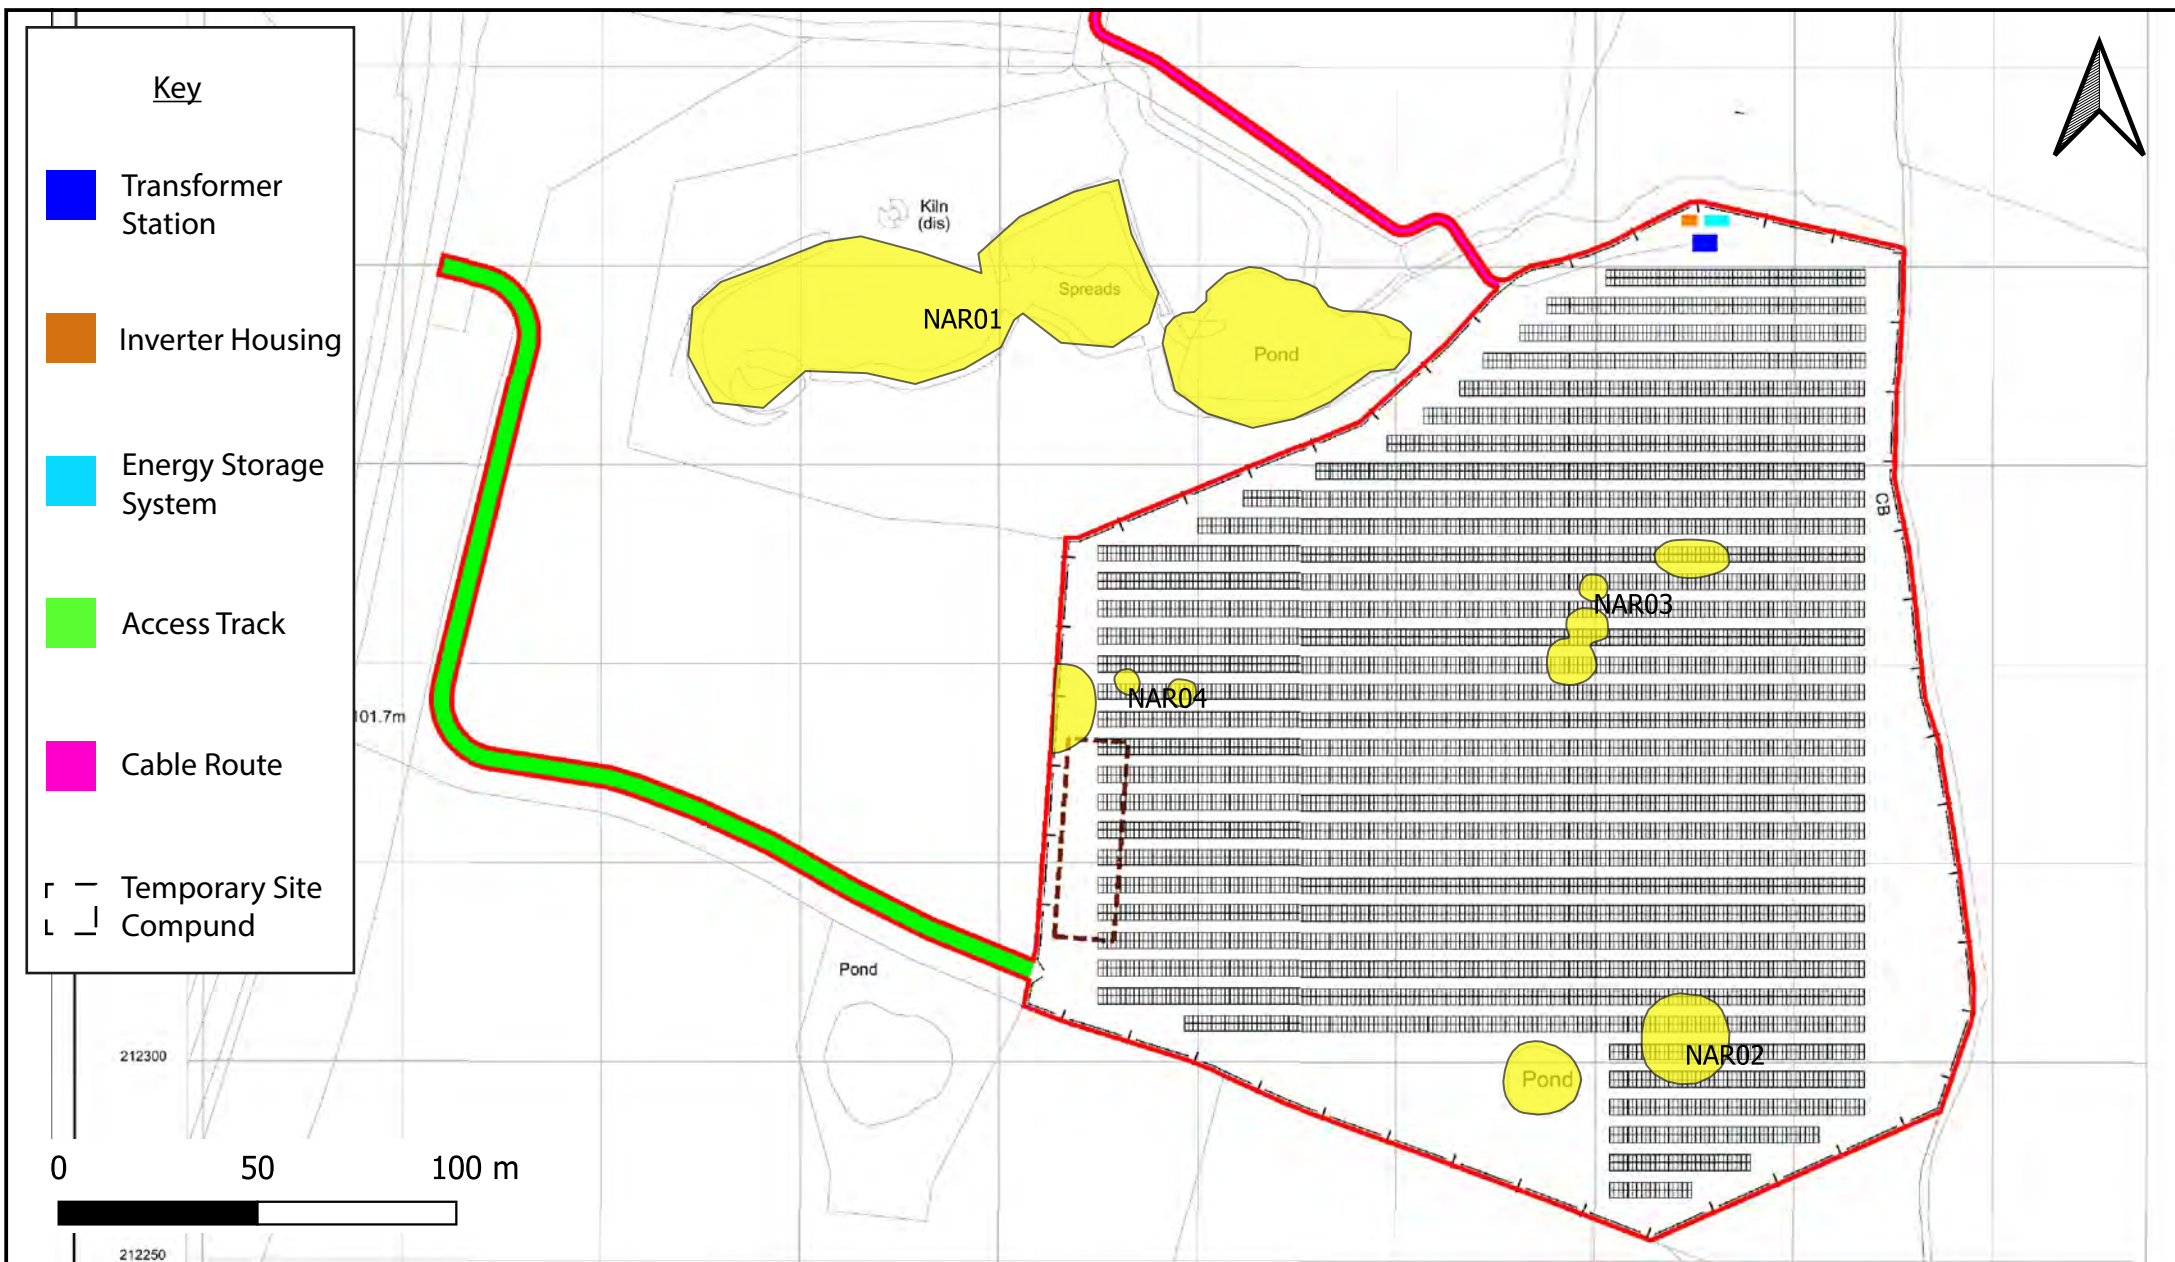 Key
Transformer
Station
Inverter Housing
Energy Storage
System
Access Track
Cable Route
Temporary Site
Compund
0
50
100 m
Kiln
(dis)
Spreads
NAR01
Pond
CB
NAR03
NAR04
101.7m
Pond
212300
NAR02
Pond
212250